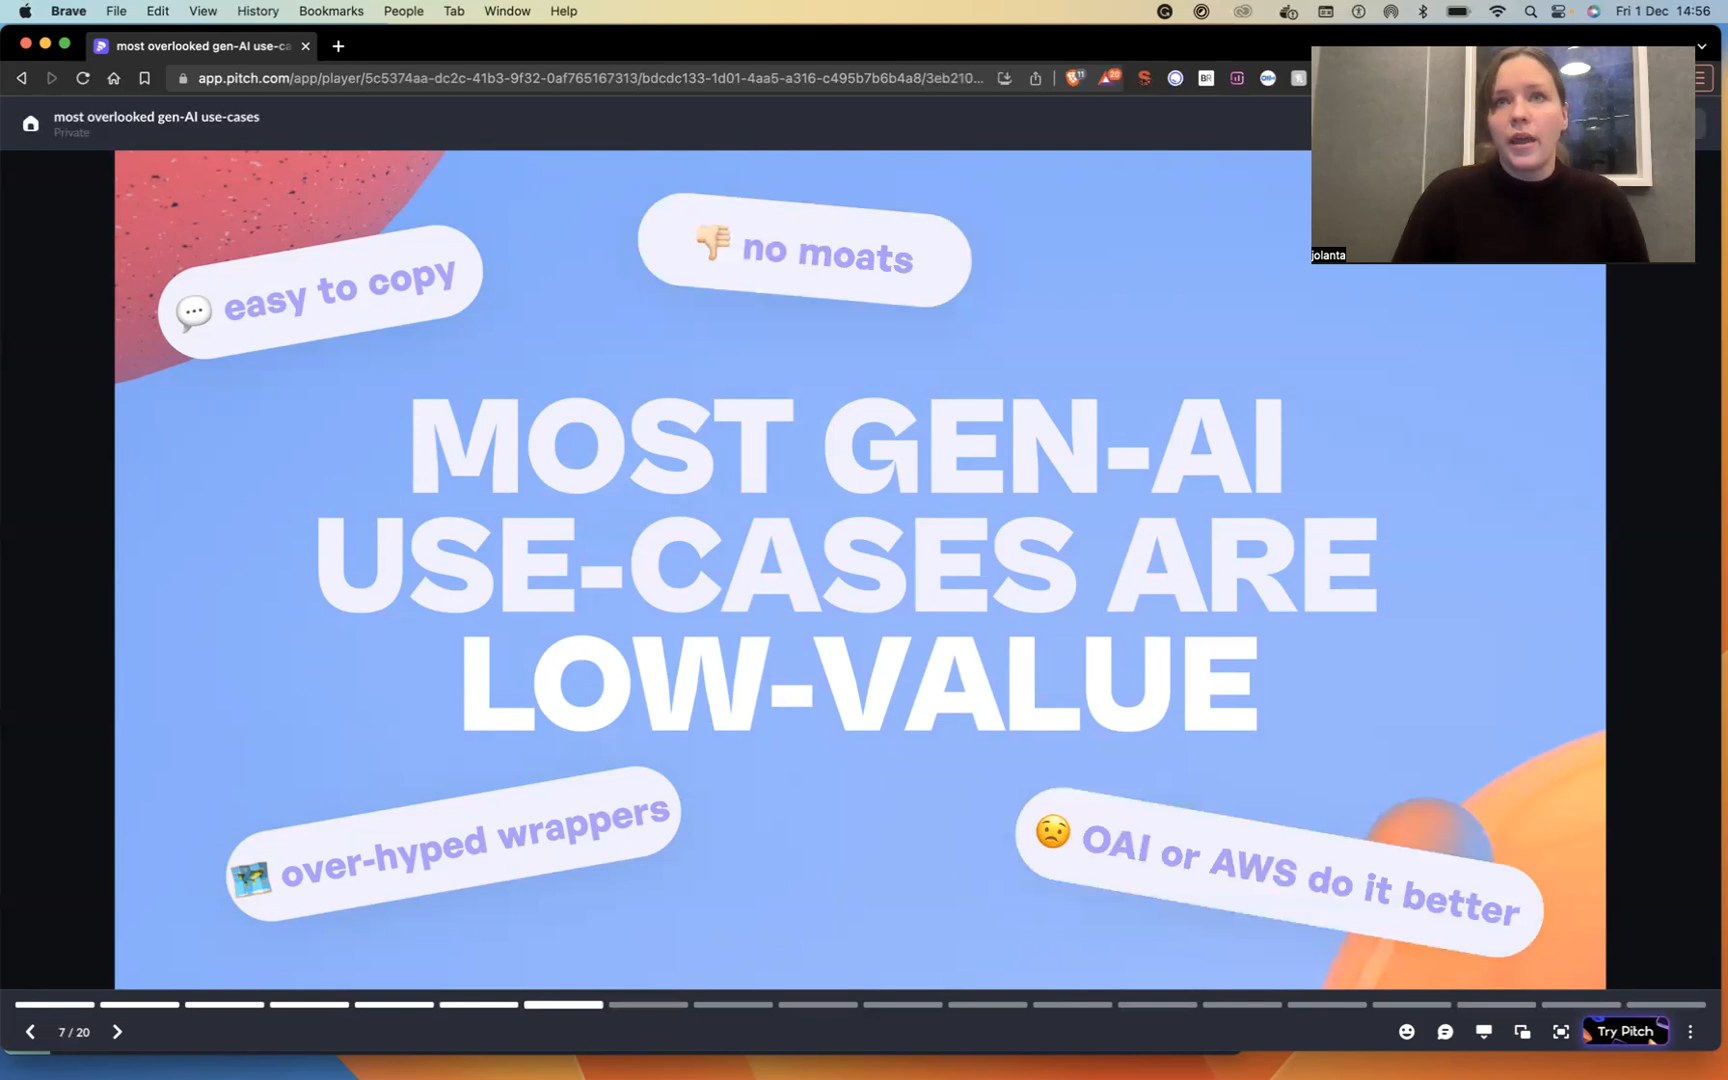 Brave File Edit View History Bookmarks People Tab Window Help Fri 1 Dec 14:56
most overlooked gen-AI use-ca
app.pitch.com/app/player/5c5374aa-dc2c-41b3-9f32-0af765167313/bdcdc133-1d01-4aa5-a316-c495b7b6b4a8/3eb210...
11
20
BR
most overlooked gen-AI use-cases
Private
jolanta
easy to copy
no moats
MOST GEN-AI
USE-CASES ARE
LOW-VALUE
over-hyped wrappers
OAI or AWS do it better
7 / 20
Try Pitch